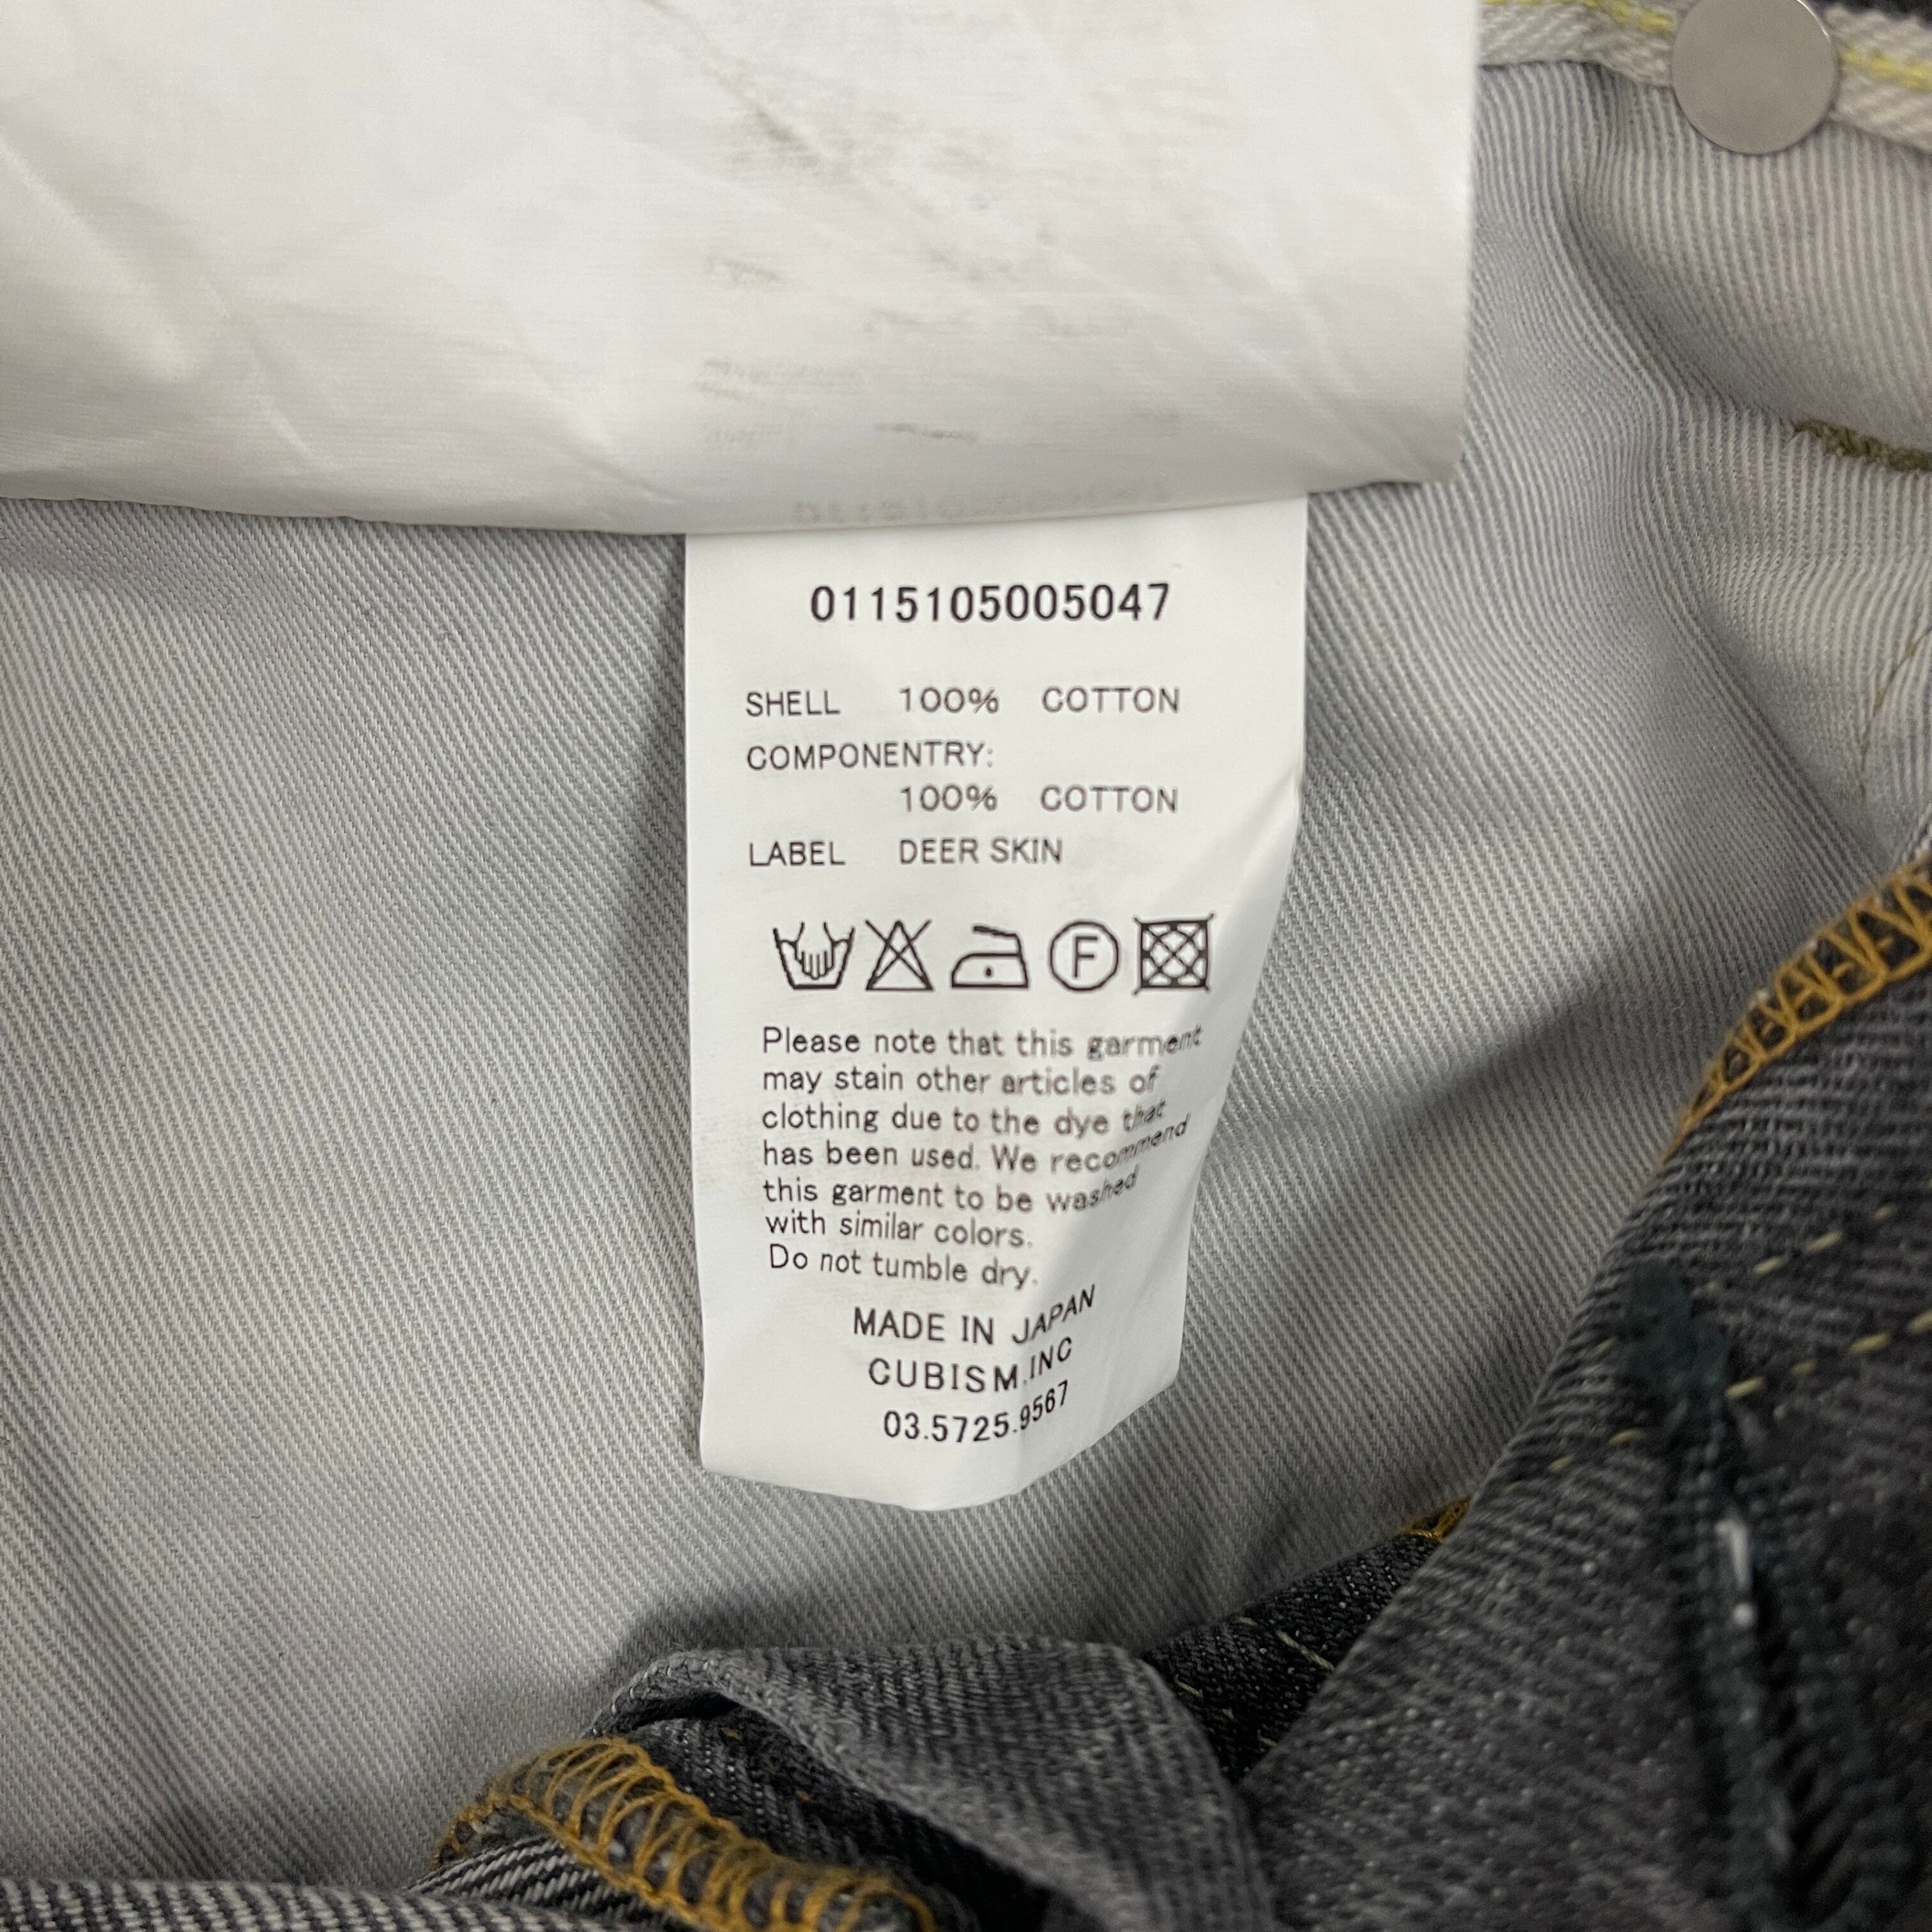 0115105005047
SHELL 100% COTTON
COMPONENTRY:
100% COTTON
LABEL DEER SKIN
F
Please note that this garment
may stain other articles of
clothing due to the dye that
has been used. We recommend
this garment to be washed
with similar colors.
Do not tumble dry.
MADE IN JAPAN
CUBISM.INC
03.5725.9567